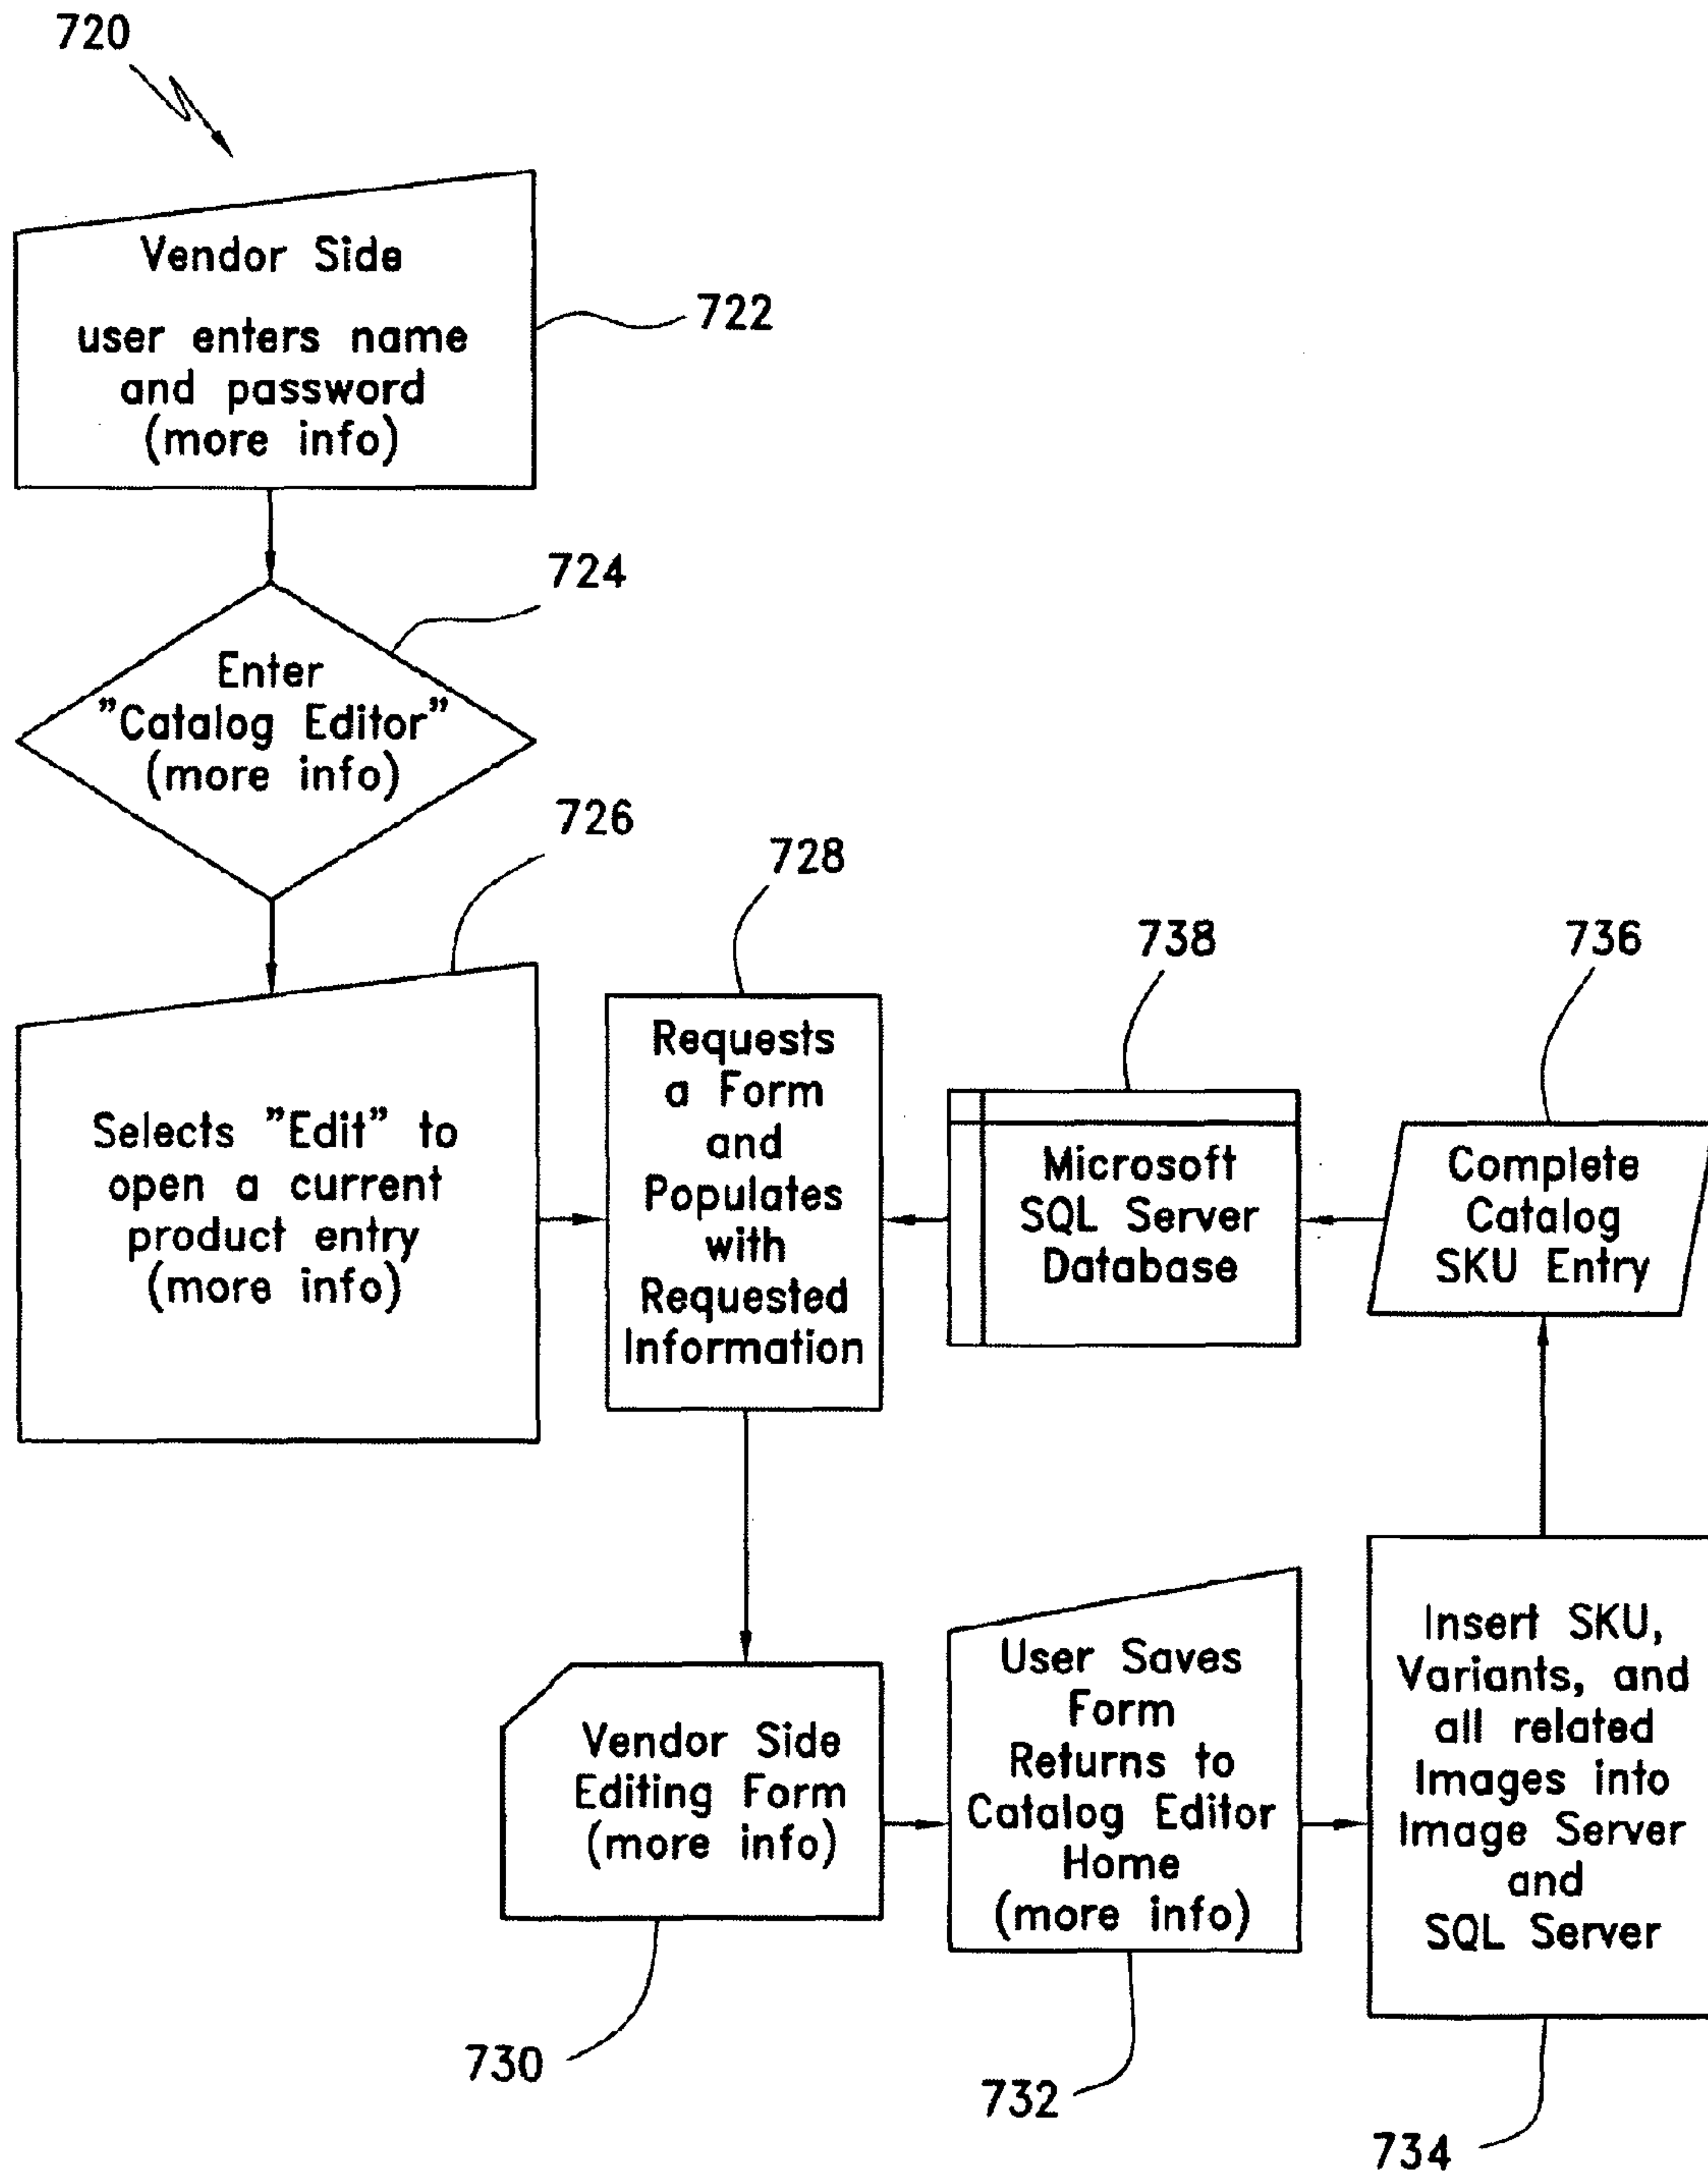 720
Vendor Side
user enters name
and password
(more info)
722
724
Enter
"Catalog Editor"
(more info)
726
Selects "Edit" to
open a current
product entry
(more info)
728
Requests
a Form
and
Populates
with
Requested
Information
738
Microsoft
SQL Server
Database
736
Complete
Catalog
SKU Entry
Vendor Side
Editing Form
(more info)
730
User Saves
Form
Returns to
Catalog Editor
Home
(more info)
732
Insert SKU,
Variants, and
all related
Images into
Image Server
and
SQL Server
734